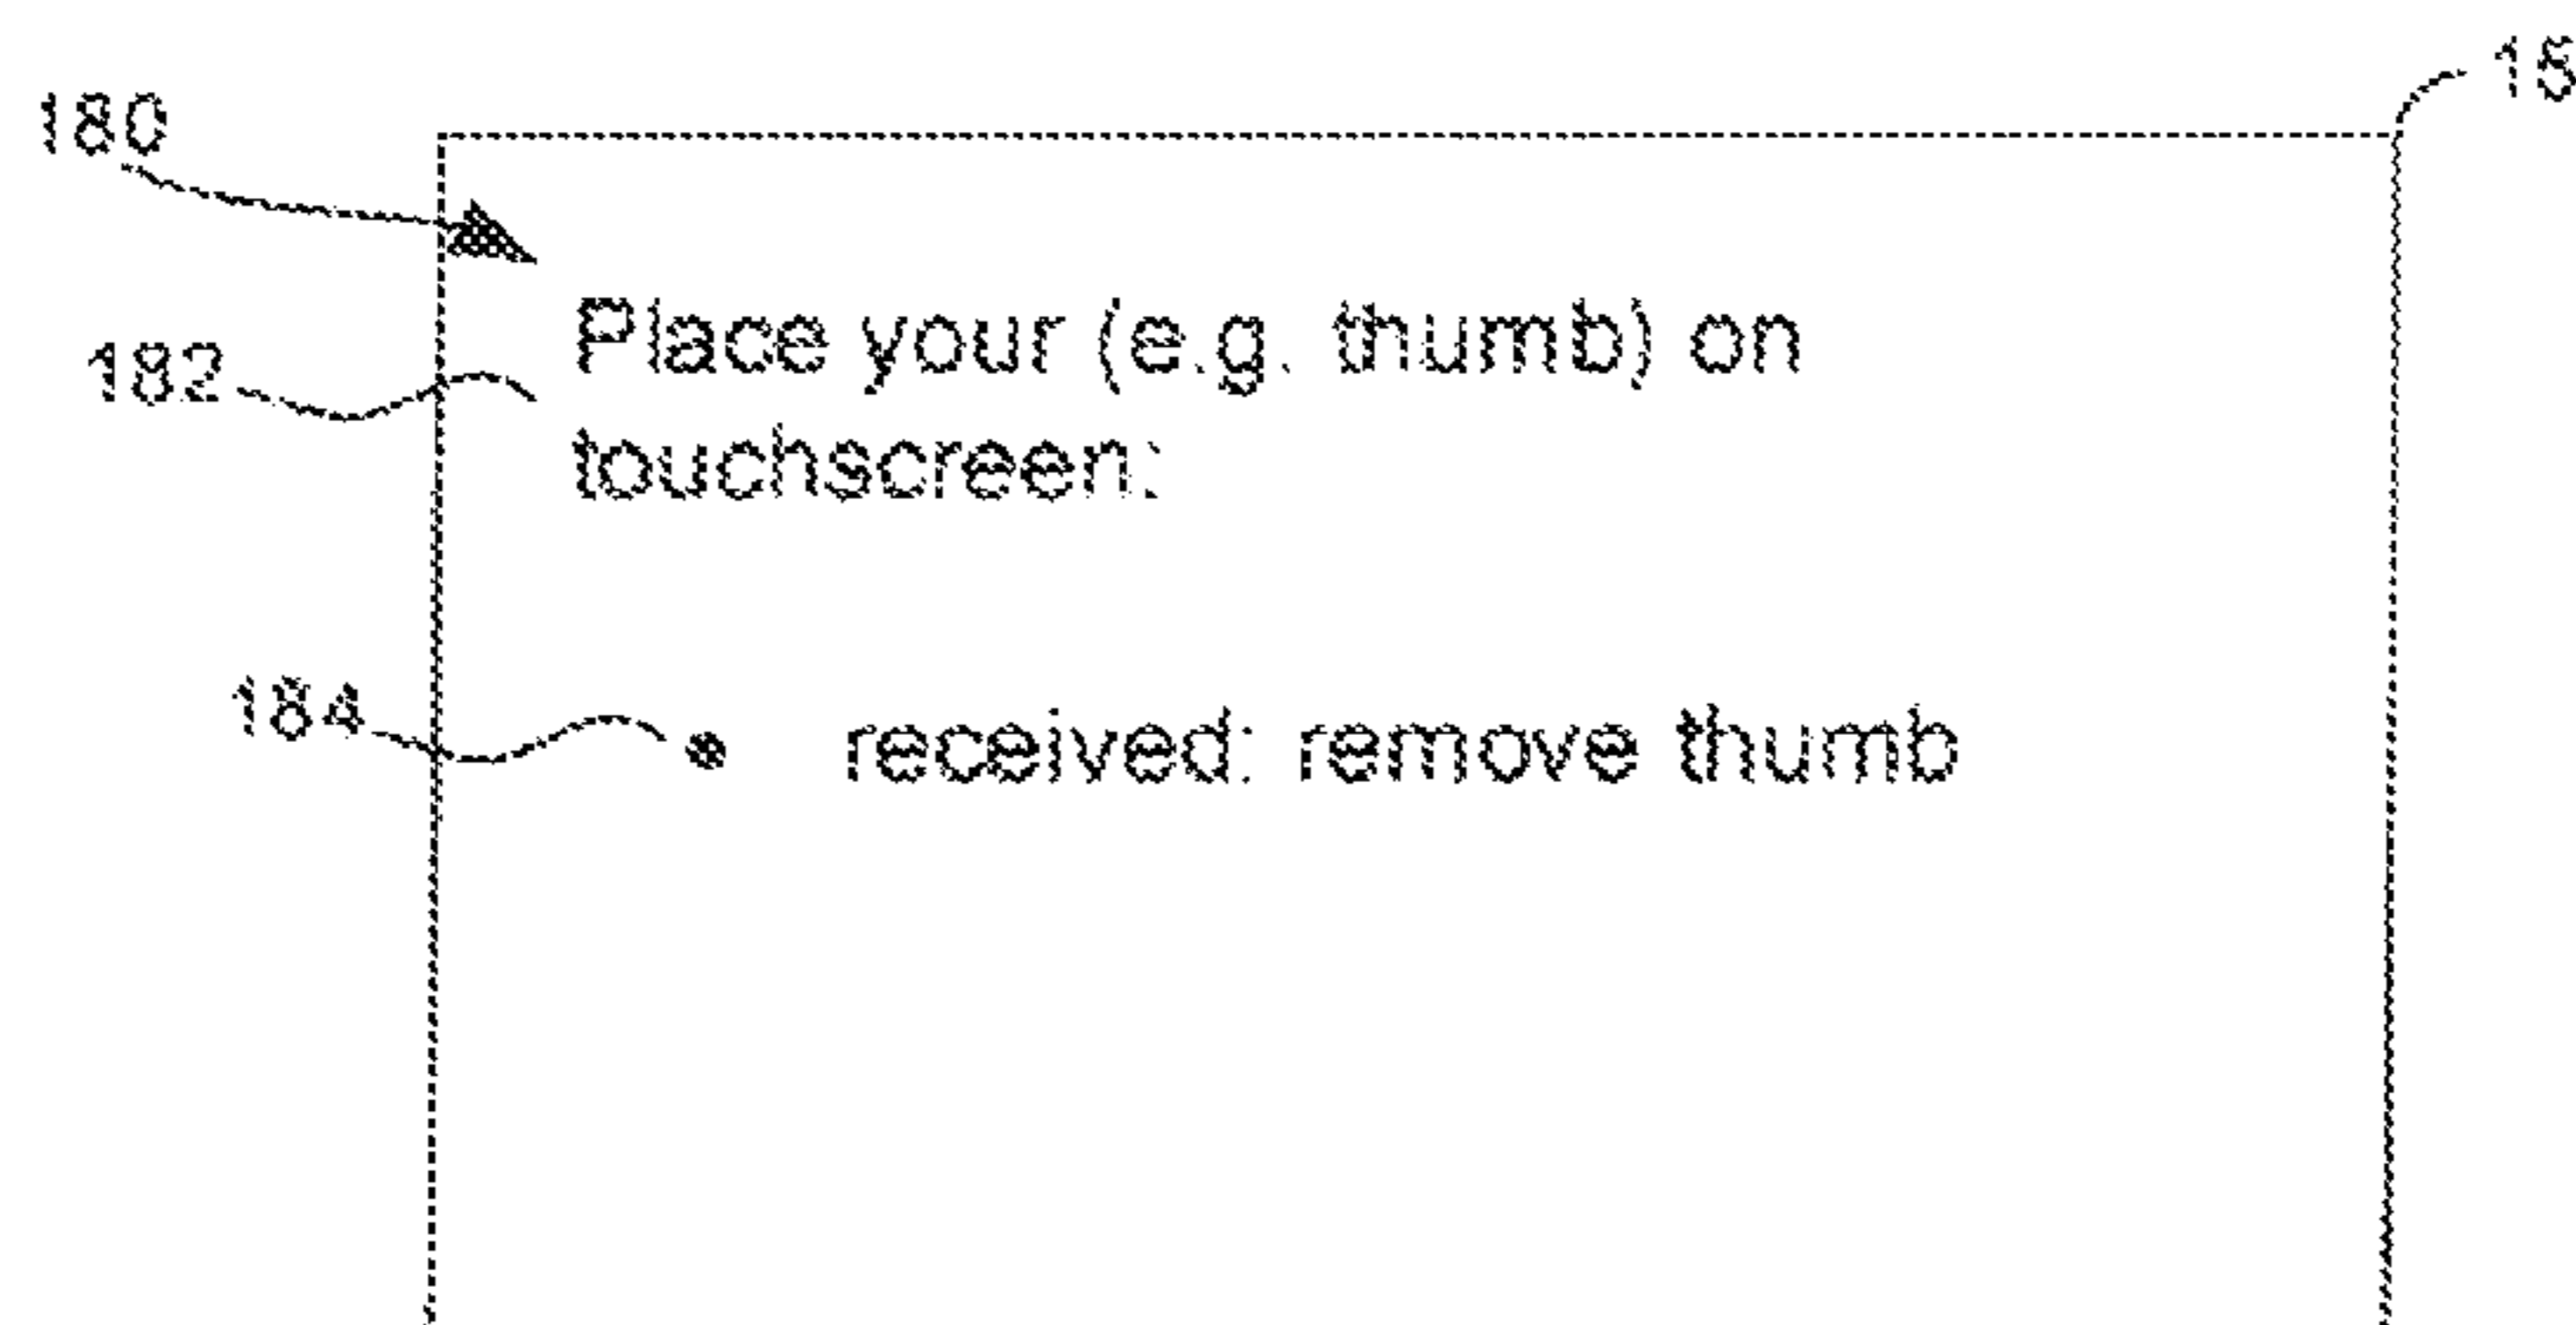 180
Place your (e.g. thumb) on
182
touchscreen:
184
• received: remove thumb